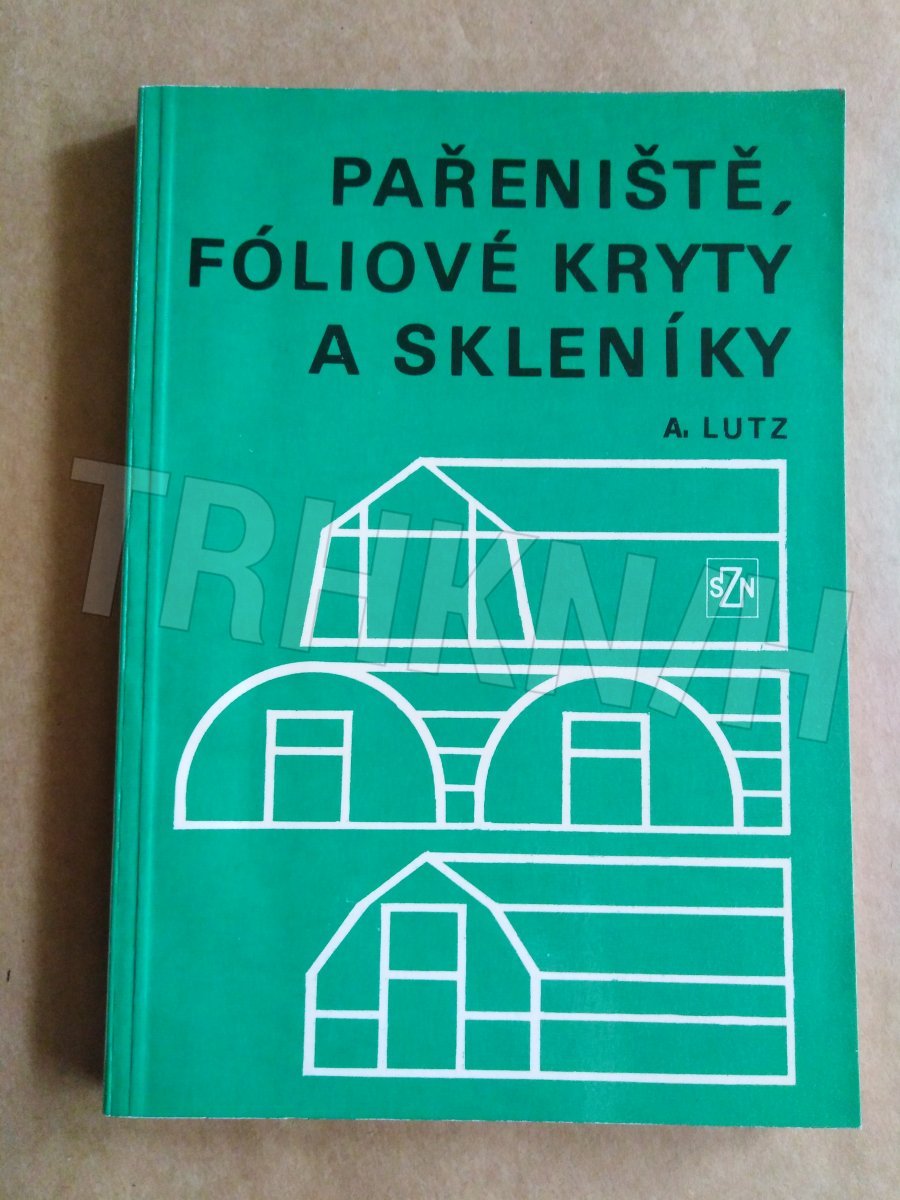 PAŘENIŠTĚ,
FÓLIOVÉ KRYTY
A SKLENÍKY
A. LUTZ
SZN
TRHKNIH